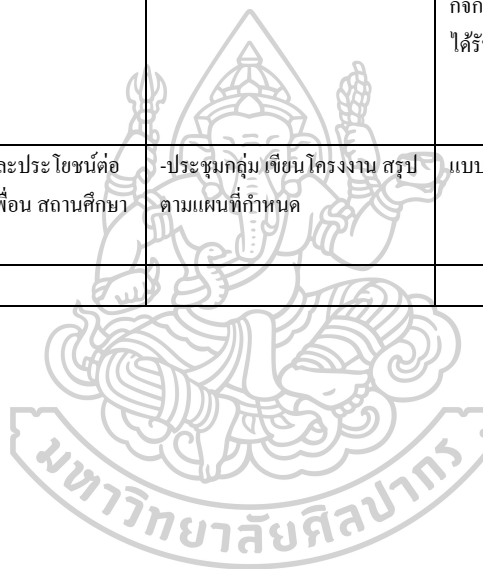 กิจก
ได้รั
ละประโยชน์ต่อ
พื่อน สถานศึกษา
-ประชุมกลุ่ม เขียนโครงงาน สรุป
ตามแผนที่กำหนด
แบบ
มหาวิทยาลัยศิลปากร